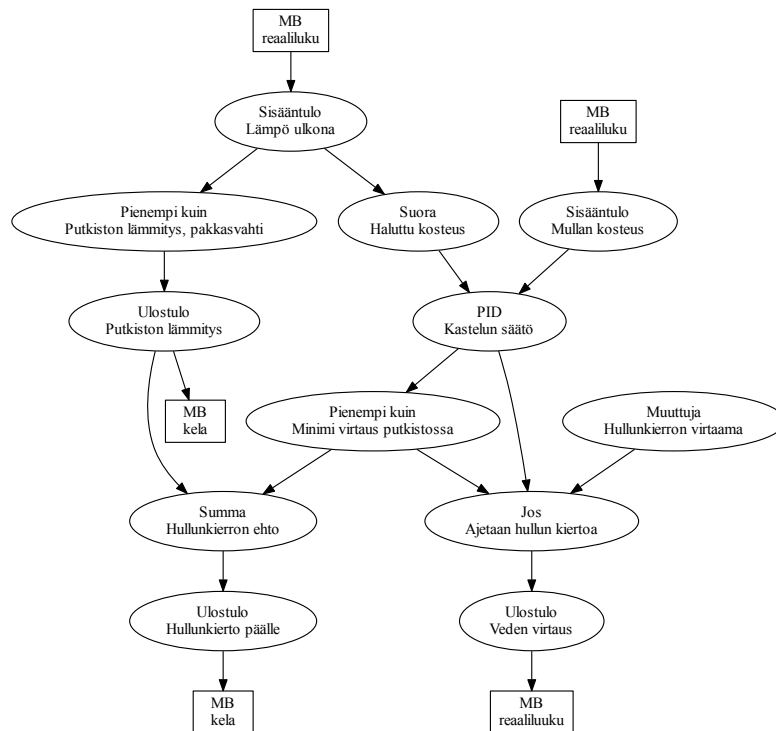 MB
reaaliluku
Sisääntulo
Lämpö ulkona
MB
reaaliluku
Pienempi kuin
Putkiston lämmitys, pakkasvahti
Suora
Haluttu kosteus
Sisääntulo
Mullan kosteus
Ulostulo
Putkiston lämmitys
PID
Kastelun säätö
MB
kela
Pienempi kuin
Minimi virtaus putkistossa
Muuttuja
Hullunkierron virtaama
Summa
Hullunkierron ehto
Jos
Ajetaan hullun kiertoa
Ulostulo
Hullunkierto päälle
Ulostulo
Veden virtaus
MB
kela
MB
reaaliluuku